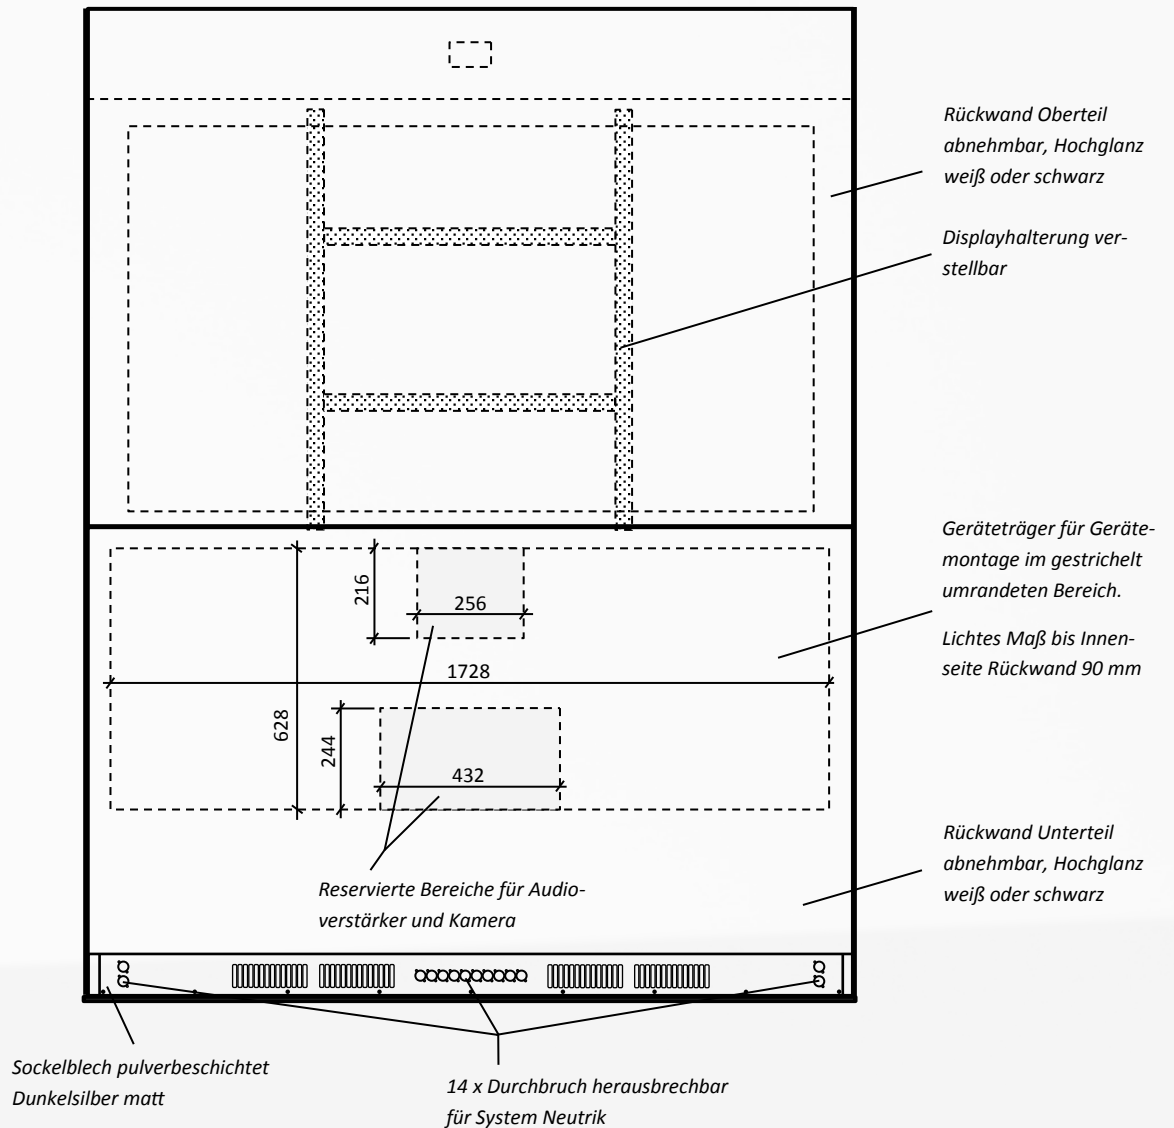 Rückwand Oberteil
abnehmbar, Hochglanz
weiß oder schwarz
Displayhalterung ver-
stellbar
Geräteträger für Geräte-
montage im gestrichelt
umrandeten Bereich.
Lichtes Maß bis Innen-
seite Rückwand 90 mm
216
256
1728
628
244
432
Rückwand Unterteil
abnehmbar, Hochglanz
weiß oder schwarz
Reservierte Bereiche für Audio-
verstärker und Kamera
Sockelblech pulverbeschichtet
Dunkelsilber matt
14 x Durchbruch herausbrechbar
für System Neutrik